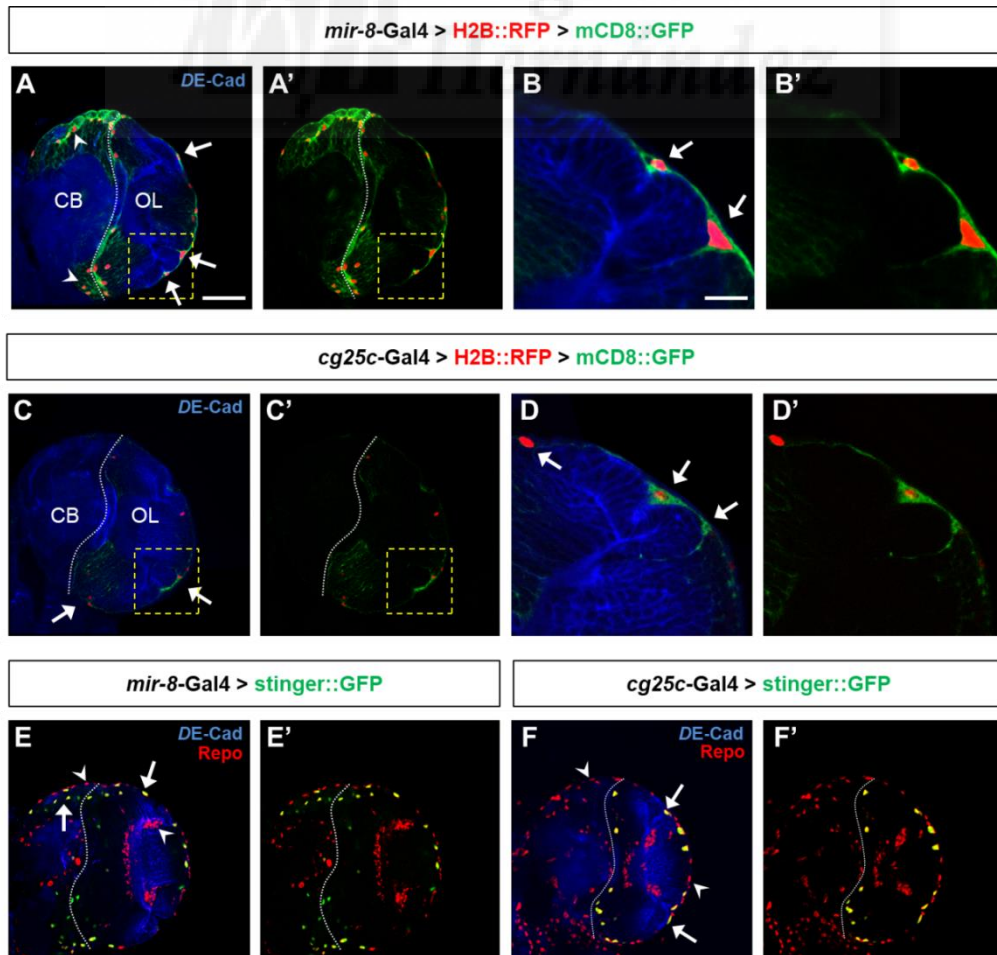 Hernández
mir-8-Gal4 > H2B::RFP > mCD8::GFP
A DE-Cad A' B B'
CB OL
cg25c-Gal4 > H2B::RFP > mCD8::GFP
C DE-Cad C' D D'
CB OL
mir-8-Gal4 > stinger::GFP
cg25c-Gal4 > stinger::GFP
E DE-Cad E' F DE-Cad F'
Repo Repo